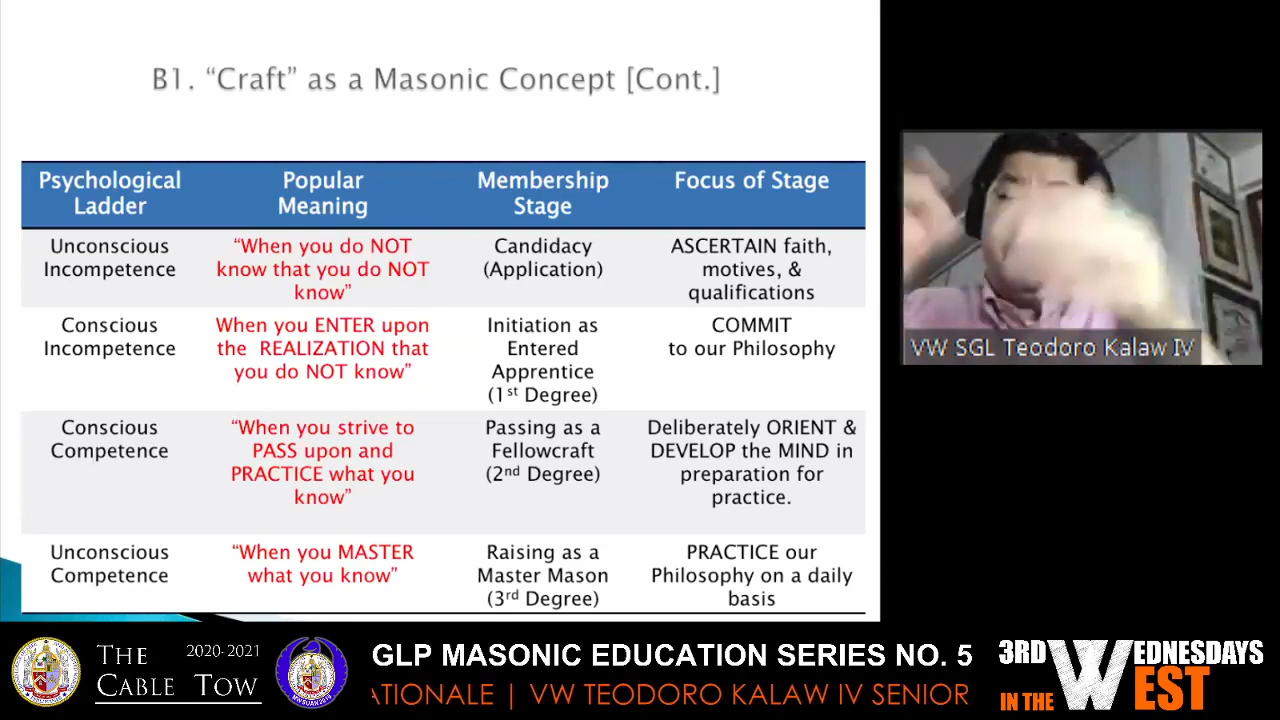 B1. “Craft” as a Masonic Concept [Cont.]
Psychological Ladder
Popular Meaning
Membership Stage
Focus of Stage
Unconscious Incompetence
“When you do NOT know that you do NOT know”
Candidacy (Application)
ASCERTAIN faith, motives, & qualifications
Conscious Incompetence
When you ENTER upon the REALIZATION that you do NOT know”
Initiation as Entered Apprentice (1st Degree)
COMMIT to our Philosophy
Conscious Competence
“When you strive to PASS upon and PRACTICE what you know”
Passing as a Fellowcraft (2nd Degree)
Deliberately ORIENT & DEVELOP the MIND in preparation for practice.
Unconscious Competence
“When you MASTER what you know”
Raising as a Master Mason (3rd Degree)
PRACTICE our Philosophy on a daily basis
VW SGL Teodoro Kalaw IV
THE CABLE TOW
2020-2021
GLP MASONIC EDUCATION SERIES NO. 5
ATIONALE | VW TEODORO KALAW IV SENIOR
3RD WEDNESDAYS
IN THE WEST